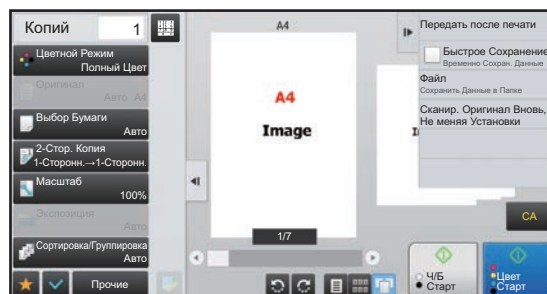 Копий 1
Цветной Режим
Полный Цвет
Оригинал
Авто A4
Выбор Бумаги
Авто
2-Стор. Копия
1-Сторонн.→1-Сторонн.
Масштаб
100%
Экспозиция
Авто
Сортировка/Группировка
Авто
Прочие
A4
A4
Image
1/7
Передать после печати
Быстрое Сохранение
Временно Сохран. Данные
Файл
Сохранить Данные в Папке
Сканир. Оригинал Вновь,
Не меняя Установки
CA
Ч/Б
Старт
Цвет
Старт